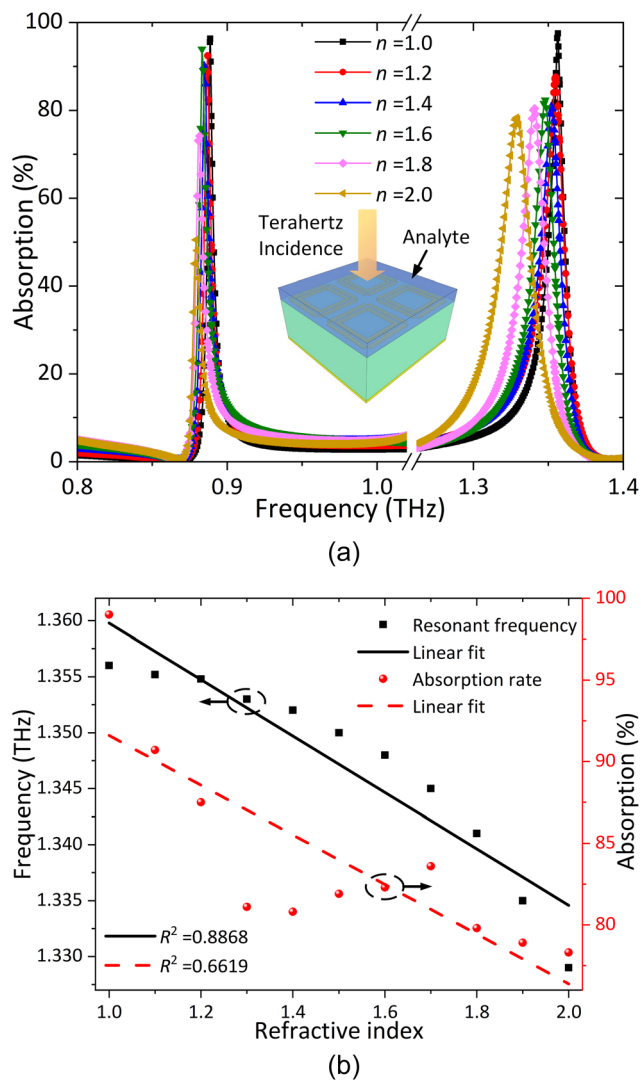 100
80
60
40
20
0
Absorption (%)
n =1.0
n =1.2
n =1.4
n =1.6
n =1.8
n =2.0
Terahertz
Incidence
Analyte
0.8
0.9
1.0
1.3
1.4
Frequency (THz)
(a)
1.360
1.355
1.350
1.345
1.340
1.335
1.330
Frequency (THz)
Resonant frequency
Linear fit
Absorption rate
Linear fit
R² =0.8868
R² =0.6619
100
95
90
85
80
Absorption (%)
1.0
1.2
1.4
1.6
1.8
2.0
Refractive index
(b)